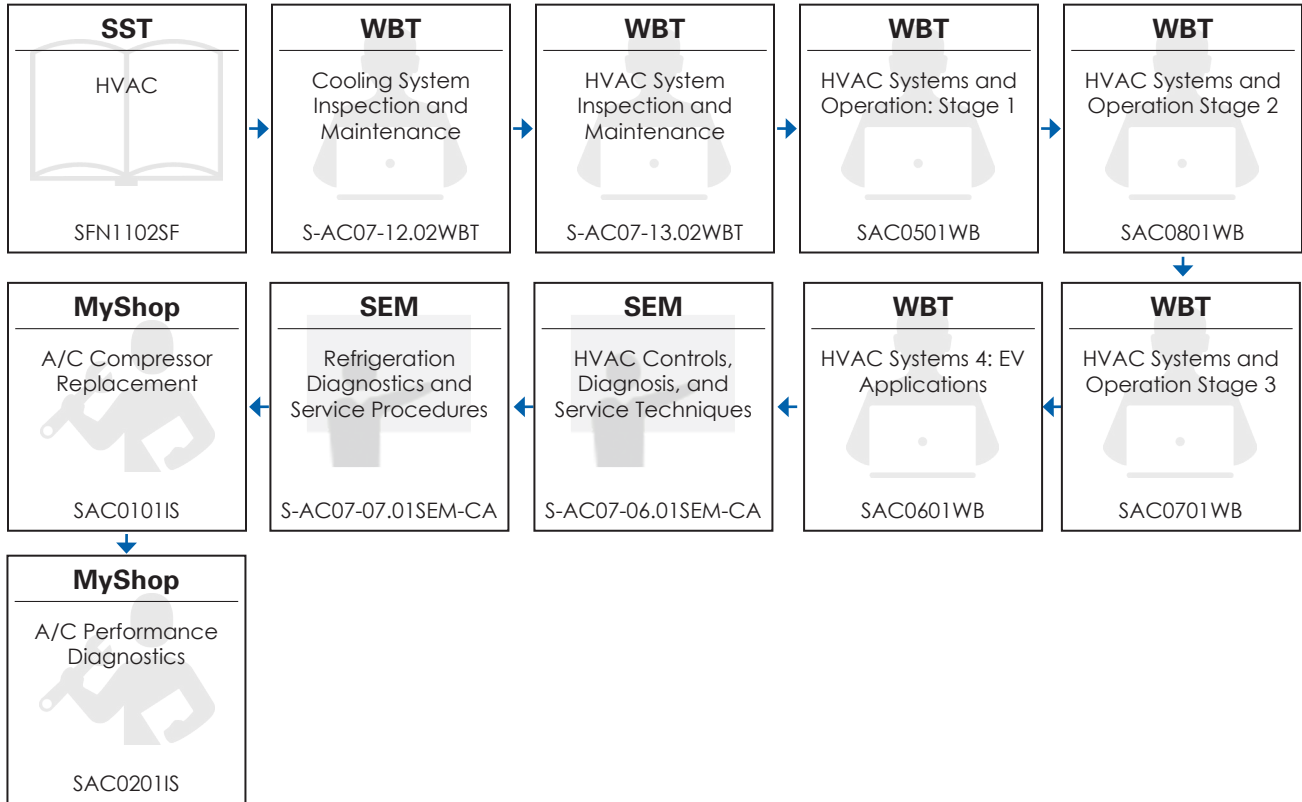 SST
HVAC
SFN1102SF
WBT
Cooling System
Inspection and
Maintenance
S-AC07-12.02WBT
WBT
HVAC System
Inspection and
Maintenance
S-AC07-13.02WBT
WBT
HVAC Systems and
Operation: Stage 1
SAC0501WB
WBT
HVAC Systems and
Operation Stage 2
SAC0801WB
WBT
HVAC Systems and
Operation Stage 3
SAC0701WB
WBT
HVAC Systems 4: EV
Applications
SAC0601WB
SEM
HVAC Controls,
Diagnosis, and
Service Techniques
S-AC07-06.01SEM-CA
SEM
Refrigeration
Diagnostics and
Service Procedures
S-AC07-07.01SEM-CA
MyShop
A/C Compressor
Replacement
SAC0101IS
MyShop
A/C Performance
Diagnostics
SAC0201IS